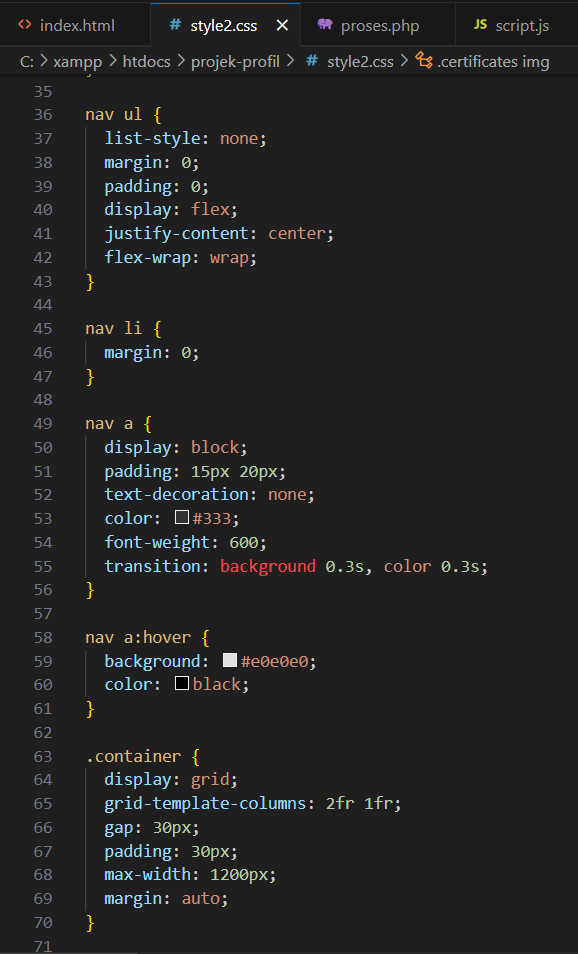 index.html style2.css proses.php JS script.js
C: > xampp > htdocs > projek-profil > # style2.css > .certificates img
35
36 nav ul {
37 list-style: none;
38 margin: 0;
39 padding: 0;
40 display: flex;
41 justify-content: center;
42 flex-wrap: wrap;
43 }
44
45 nav li {
46 margin: 0;
47 }
48
49 nav a {
50 display: block;
51 padding: 15px 20px;
52 text-decoration: none;
53 color: #333;
54 font-weight: 600;
55 transition: background 0.3s, color 0.3s;
56 }
57
58 nav a:hover {
59 background: #e0e0e0;
60 color: black;
61 }
62
63 .container {
64 display: grid;
65 grid-template-columns: 2fr 1fr;
66 gap: 30px;
67 padding: 30px;
68 max-width: 1200px;
69 margin: auto;
70 }
71